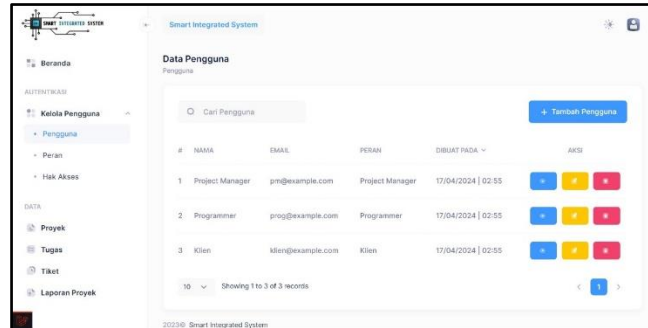 SMART INTEGRATED SYSTEM
Smart Integrated System
Beranda
AUTENTIKASI
Kelola Pengguna
Pengguna
Peran
Hak Akses
DATA
Proyek
Tugas
Tiket
Laporan Proyek
Data Pengguna
Pengguna
Cari Pengguna
+ Tambah Pengguna
# NAMA EMAIL PERAN DIBUAT PADA AKSI
1 Project Manager pm@example.com Project Manager 17/04/2024 | 02:55
2 Programmer prog@example.com Programmer 17/04/2024 | 02:55
3 Klien klien@example.com Klien 17/04/2024 | 02:55
10 Showing 1 to 3 of 3 records
< 1 >
2023© Smart Integrated System